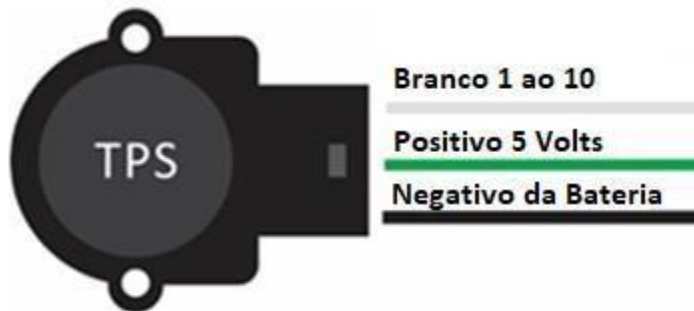 TPS
Branco 1 ao 10
Positivo 5 Volts
Negativo da Bateria